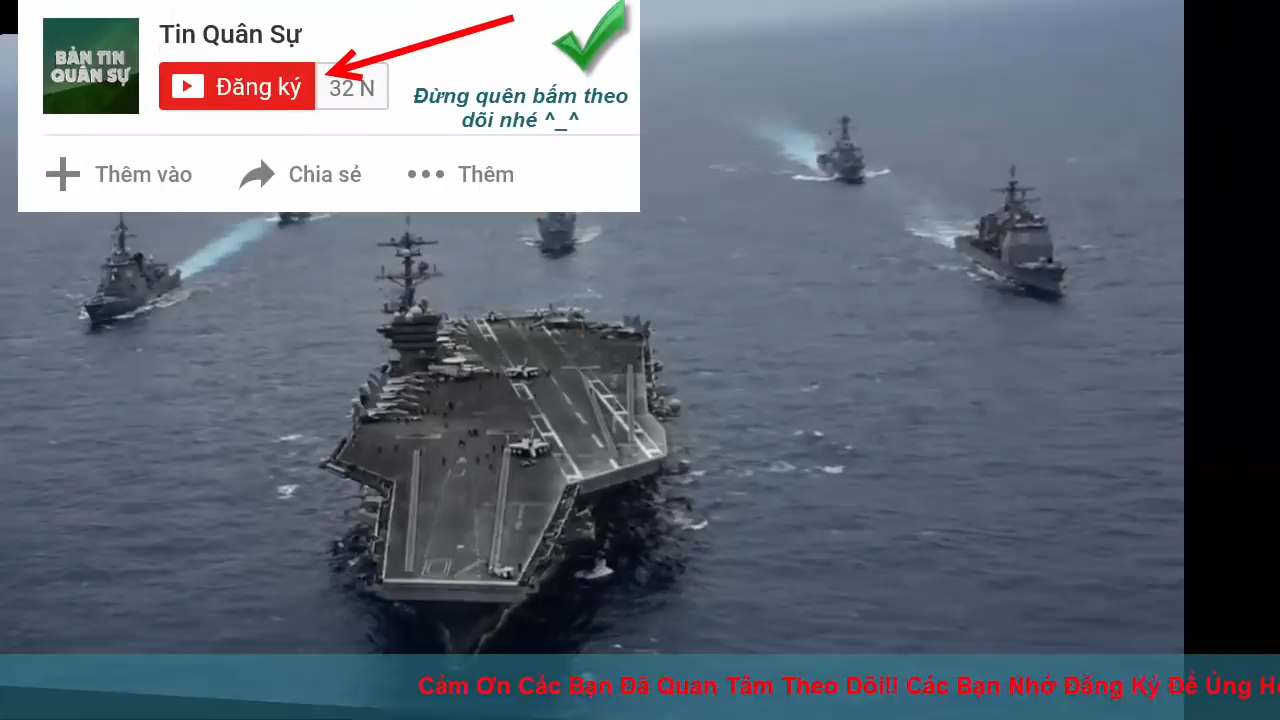 Tin Quân Sự
BẢN TIN
QUÂN SỰ
Đăng ký
32 N
Đừng quên bấm theo
dõi nhé ^_^
Thêm vào
Chia sẻ
Thêm
Cảm Ơn Các Bạn Đã Quan Tâm Theo Dõi!! Các Bạn Nhớ Đăng Ký Để Ủng